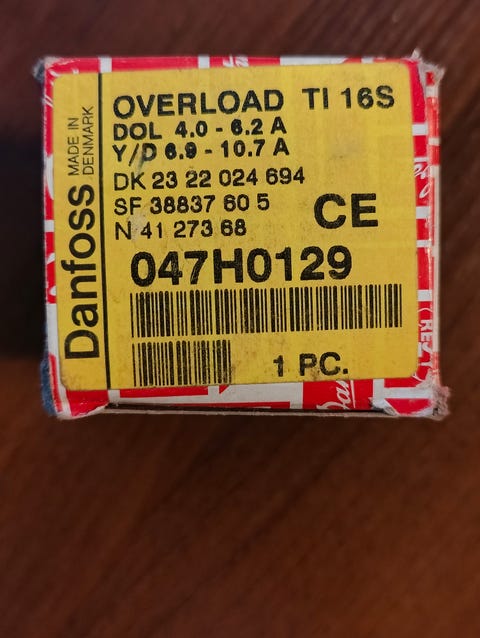 OVERLOAD TI 16S
DOL 4.0 - 6.2 A
Y/D 6.9 - 10.7 A
DK 23 22 024 694
SF 38837 60 5
N 41 273 68
CE
047H0129
1 PC.
Danfoss
MADE IN
DENMARK